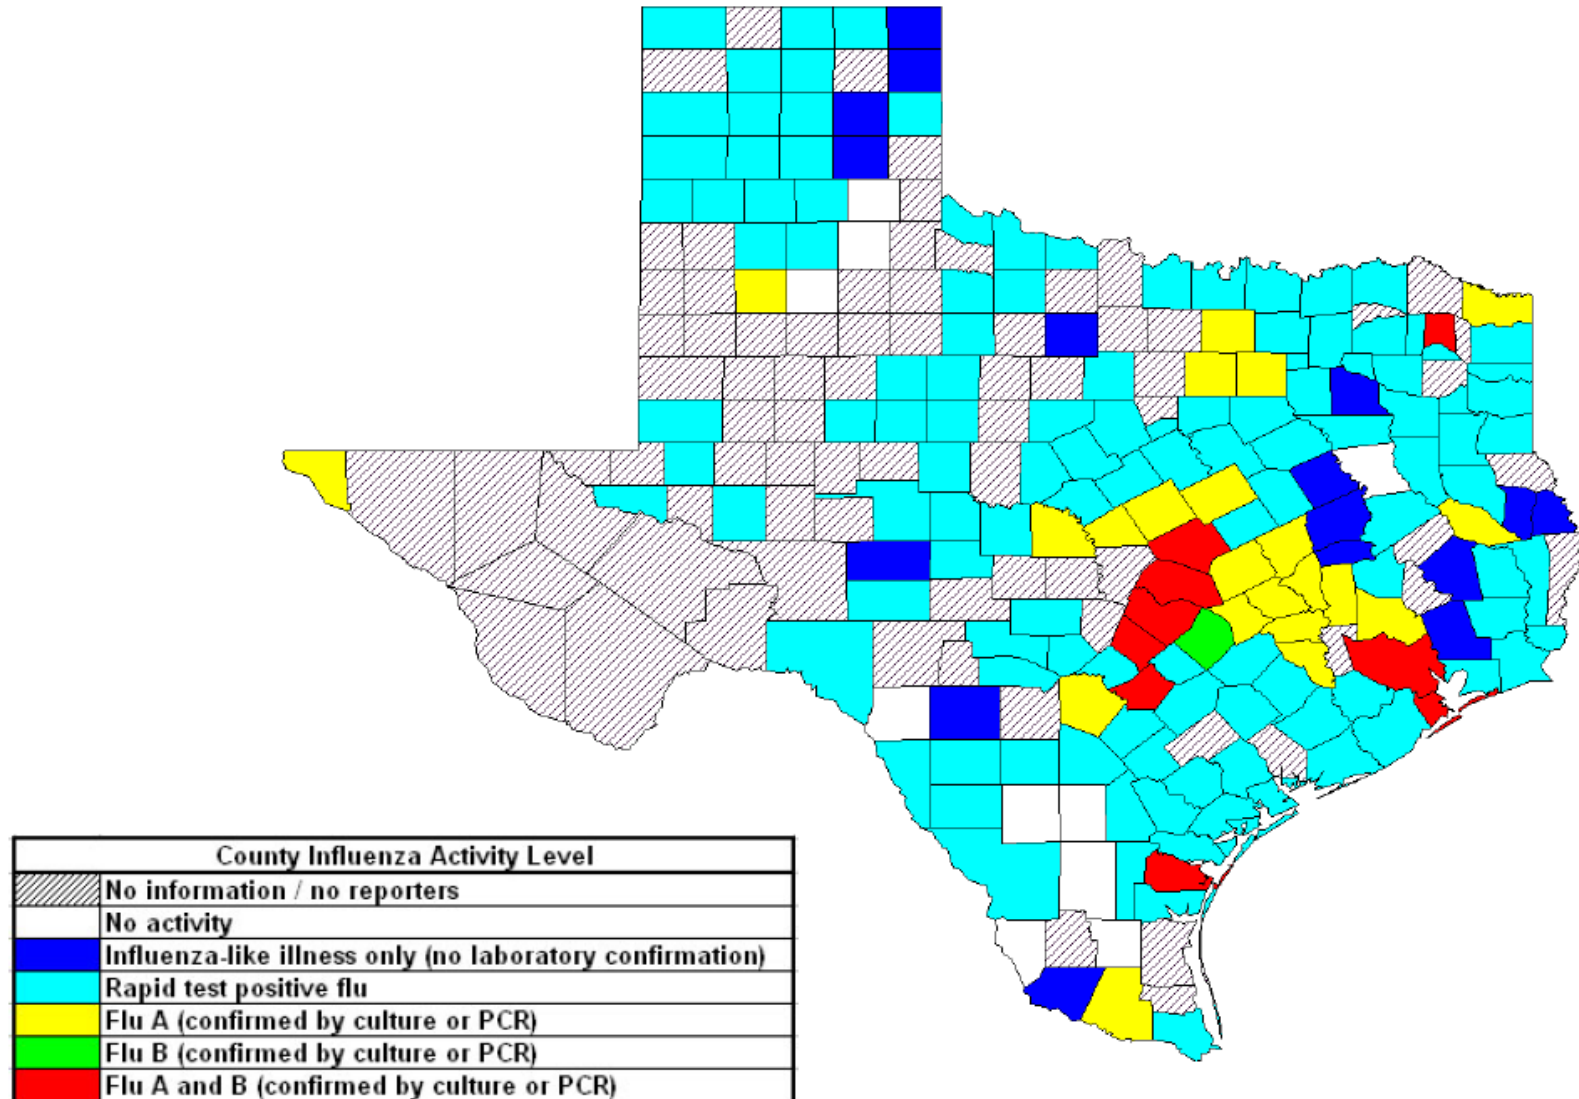 County Influenza Activity Level
No information / no reporters
No activity
Influenza-like illness only (no laboratory confirmation)
Rapid test positive flu
Flu A (confirmed by culture or PCR)
Flu B (confirmed by culture or PCR)
Flu A and B (confirmed by culture or PCR)